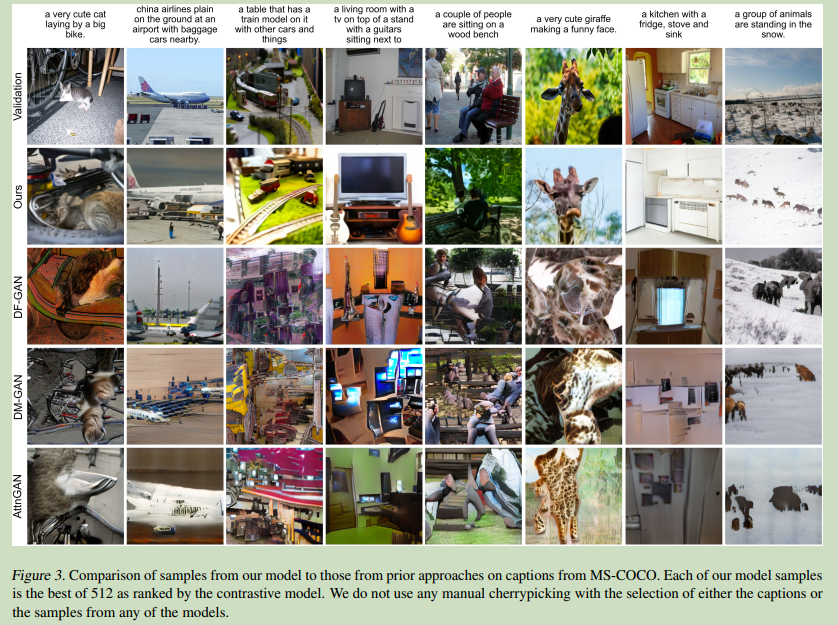 a very cute cat
laying by a big
bike.
china airlines plain
on the ground at an
airport with baggage
cars nearby.
a table that has a
train model on it
with other cars and
things
a living room with a
tv on top of a stand
with a guitars
sitting next to
a couple of people
are sitting on a
wood bench
a very cute giraffe
making a funny face.
a kitchen with a
fridge, stove and
sink
a group of animals
are standing in the
snow.
Validation
Ours
DF-GAN
DM-GAN
AttnGAN
Figure 3. Comparison of samples from our model to those from prior approaches on captions from MS-COCO. Each of our model samples
is the best of 512 as ranked by the contrastive model. We do not use any manual cherrypicking with the selection of either the captions or
the samples from any of the models.